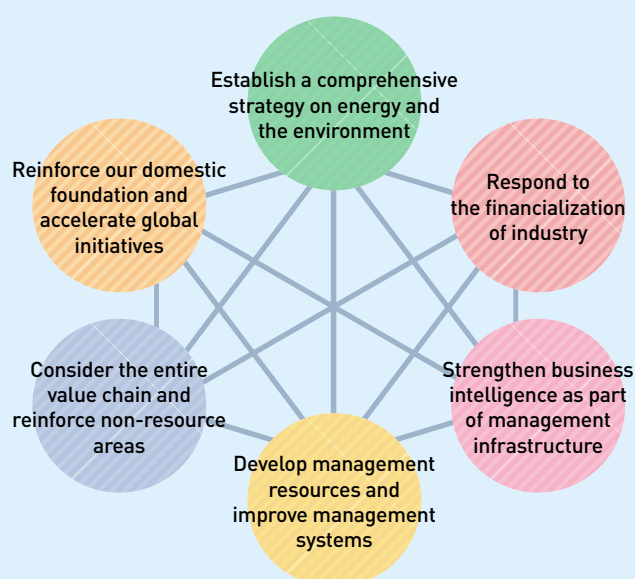 Establish a comprehensive
strategy on energy and
the environment
Reinforce our domestic
foundation and
accelerate global
initiatives
Respond to
the financialization
of industry
Consider the entire
value chain and
reinforce non-resource
areas
Strengthen business
intelligence as part
of management
infrastructure
Develop management
resources and
improve management
systems